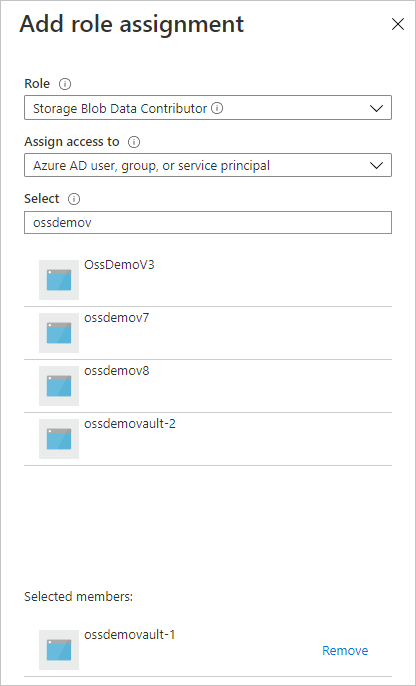 Add role assignment
Role
Storage Blob Data Contributor
Assign access to
Azure AD user, group, or service principal
Select
ossdemov
OssDemoV3
ossdemov7
ossdemov8
ossdemovault-2
Selected members:
ossdemovault-1
Remove